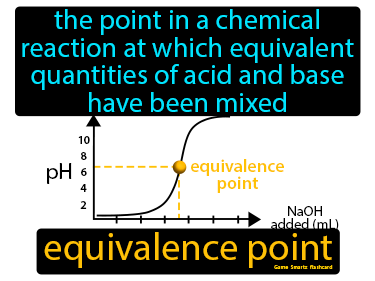 the point in a chemical
reaction at which equivalent
quantities of acid and base
have been mixed
10
8
pH
6
4
2
equivalence
point
NaOH
added (mL)
equivalence point
Game Smartz flashcard